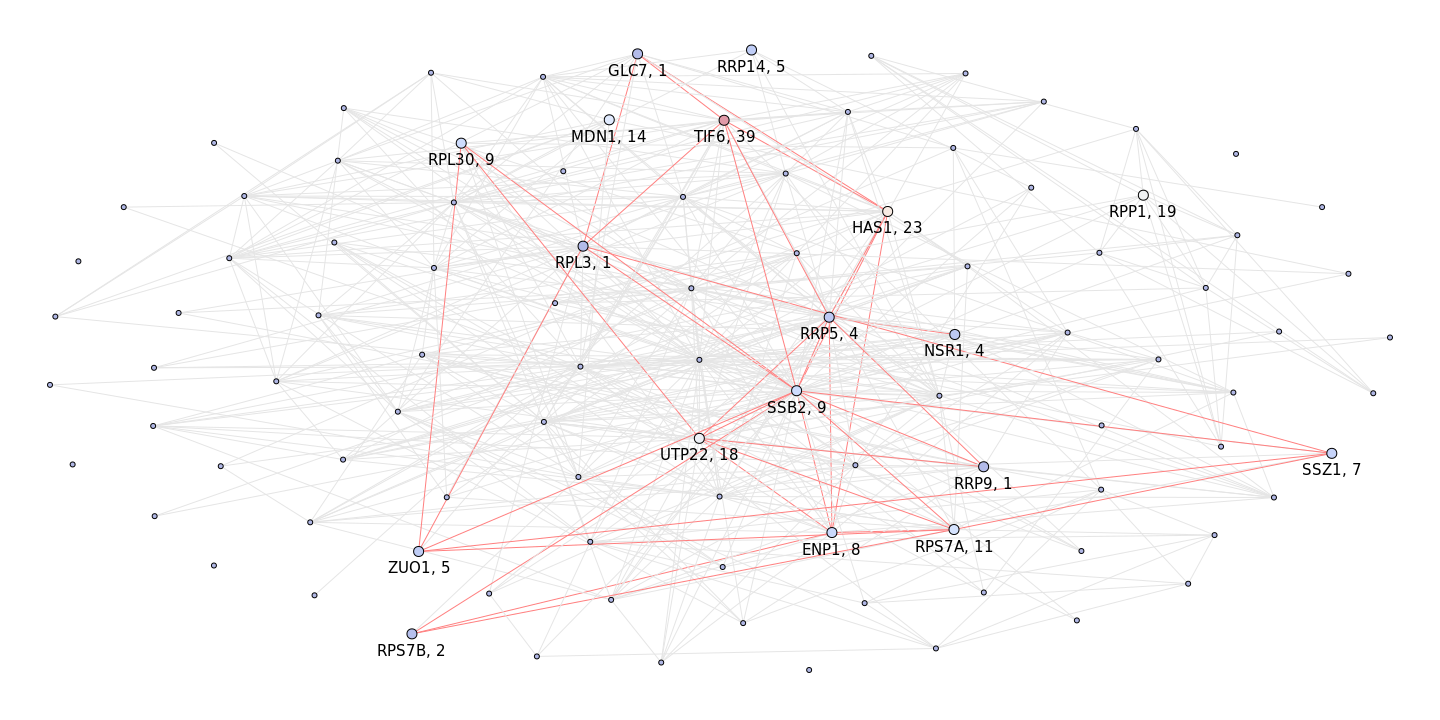 RRP14, 5
GLC7, 1
MDN1, 14
TIF6, 39
RPL30, 9
RPP1, 19
HAS1, 23
RPL3, 1
RRP5, 4
NSR1, 4
SSB2, 9
UTP22, 18
SSZ1, 7
RRP9, 1
RPS7A, 11
ENP1, 8
ZUO1, 5
RPS7B, 2